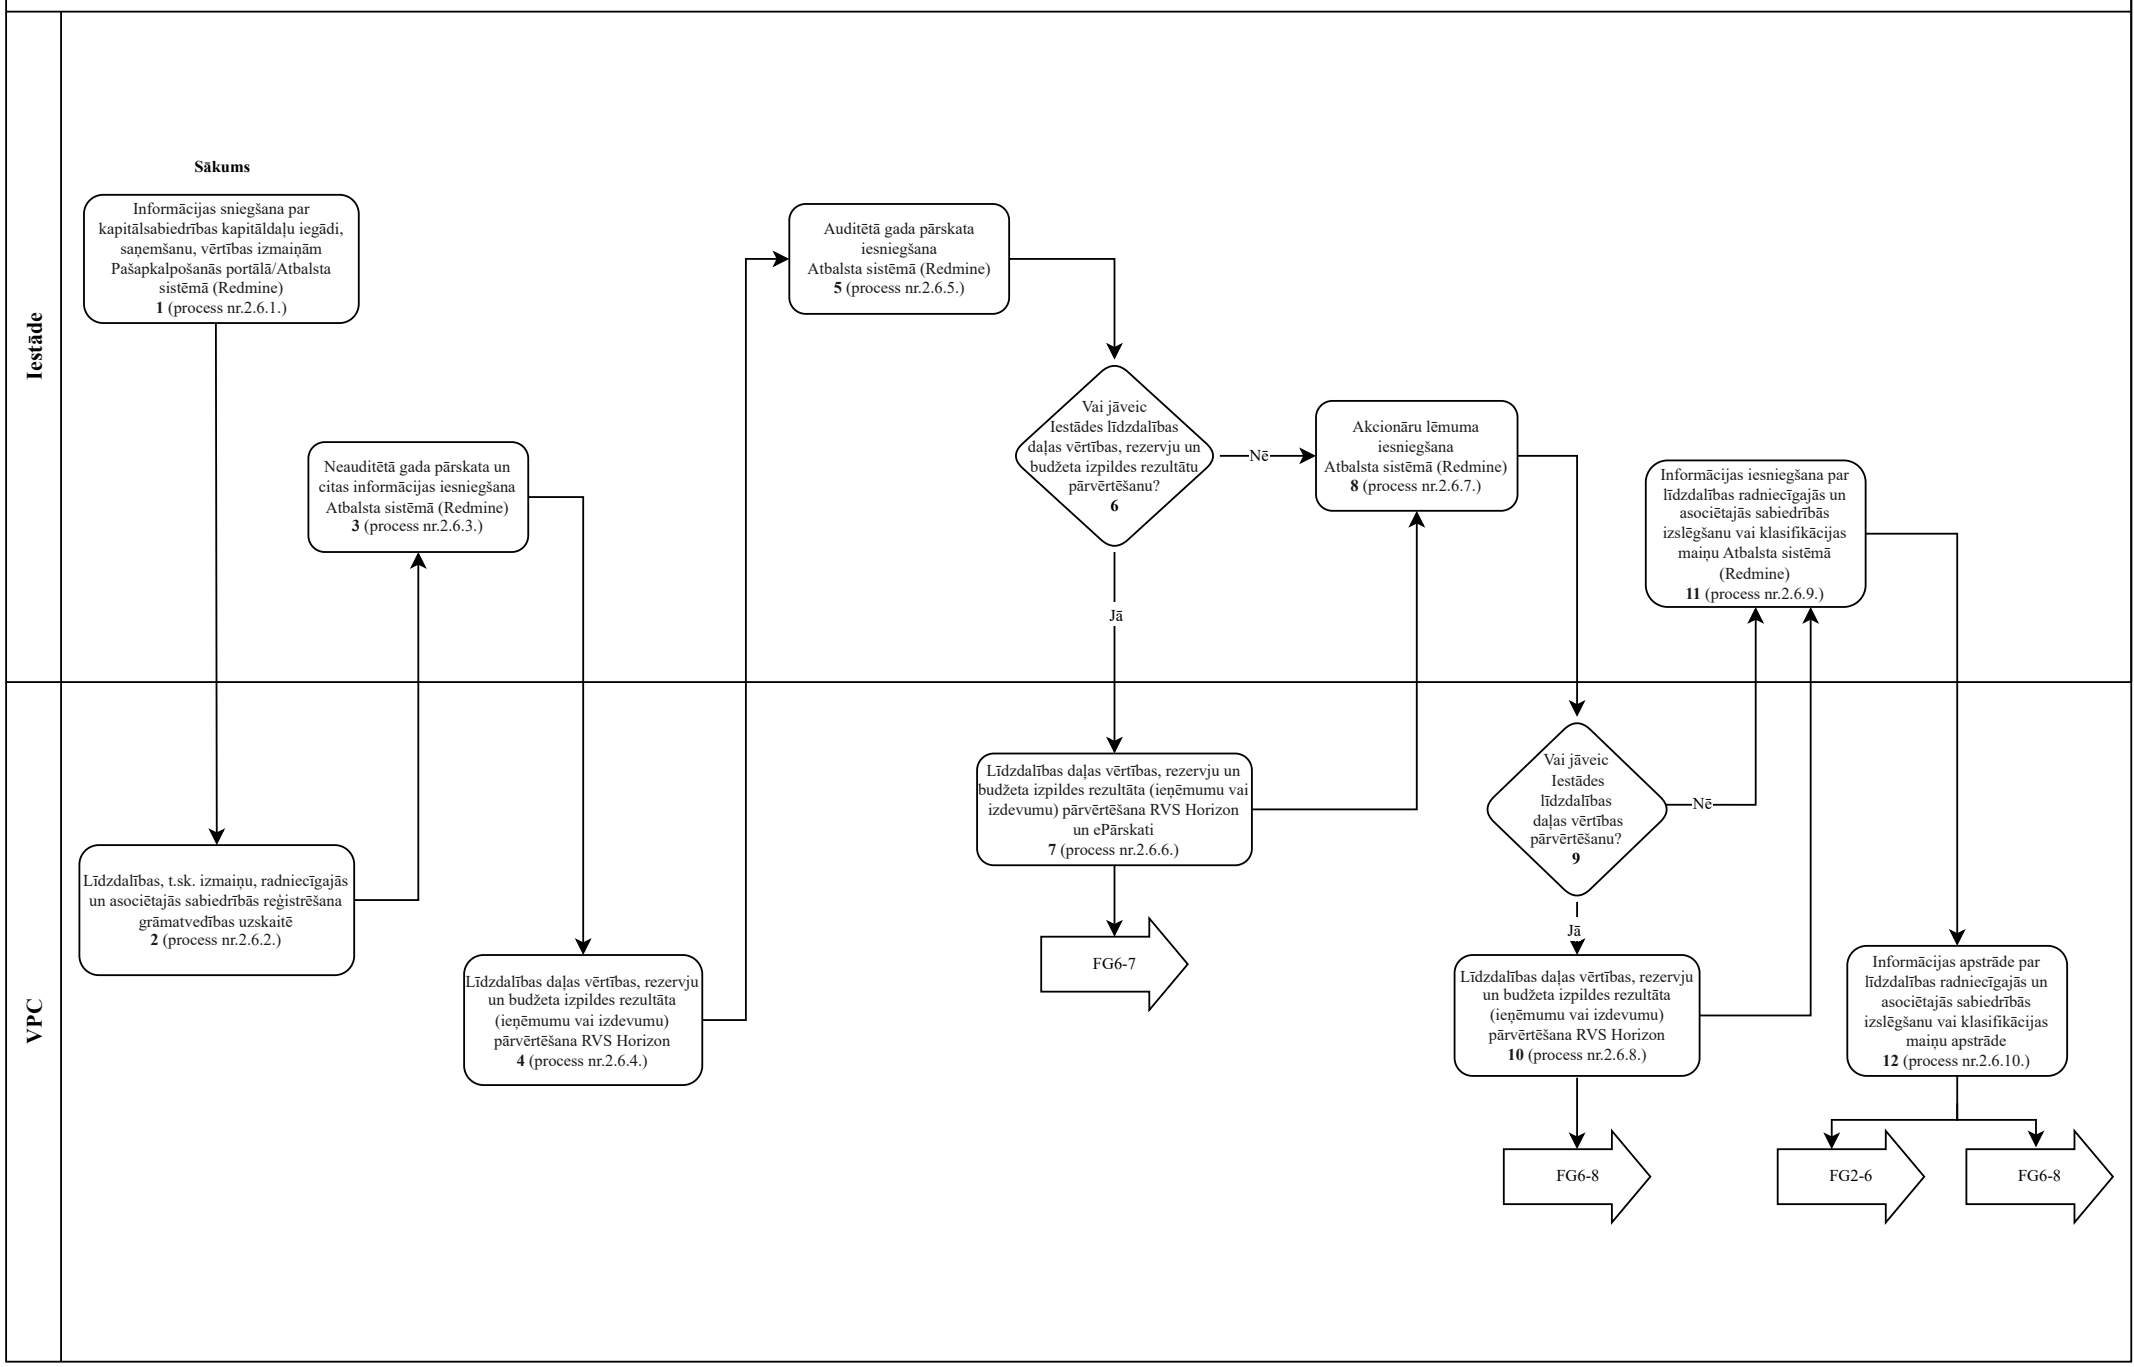 Iestāde
Sākums
Informācijas sniegšana par
kapitālsabiedrības kapitāldaļu iegādi,
saņemšanu, vērtības izmaiņām
Pašapkalpošanās portālā/Atbalsta
sistēmā (Redmine)
1 (process nr.2.6.1.)
Neauditētā gada pārskata un
citas informācijas iesniegšana
Atbalsta sistēmā (Redmine)
3 (process nr.2.6.3.)
Auditētā gada pārskata
iesniegšana
Atbalsta sistēmā (Redmine)
5 (process nr.2.6.5.)
Vai jāveic
Iestādes līdzdalības
daļas vērtības, rezervju un
budžeta izpildes rezultātu
pārvērtēšanu?
6
Nē
Jā
Akcionāru lēmuma
iesniegšana
Atbalsta sistēmā (Redmine)
8 (process nr.2.6.7.)
Informācijas iesniegšana par
līdzdalības radniecīgajās un
asociētajās sabiedrībās
izslēgšanu vai klasifikācijas
maiņu Atbalsta sistēmā
(Redmine)
11 (process nr.2.6.9.)
VPC
Līdzdalības, t.sk. izmaiņu, radniecīgajās
un asociētajās sabiedrībās reģistrēšana
grāmatvedības uzskaitē
2 (process nr.2.6.2.)
Līdzdalības daļas vērtības, rezervju
un budžeta izpildes rezultāta
(ieņēmumu vai izdevumu)
pārvērtēšana RVS Horizon
4 (process nr.2.6.4.)
Līdzdalības daļas vērtības, rezervju un
budžeta izpildes rezultāta (ieņēmumu vai
izdevumu) pārvērtēšana RVS Horizon
un ePārskati
7 (process nr.2.6.6.)
FG6-7
Vai jāveic
Iestādes
līdzdalības
daļas vērtības
pārvērtēšanu?
9
Nē
Jā
Līdzdalības daļas vērtības, rezervju
un budžeta izpildes rezultāta
(ieņēmumu vai izdevumu)
pārvērtēšana RVS Horizon
10 (process nr.2.6.8.)
FG6-8
Informācijas apstrāde par
līdzdalības radniecīgajās un
asociētajās sabiedrībās
izslēgšanu vai klasifikācijas
maiņu apstrāde
12 (process nr.2.6.10.)
FG2-6
FG6-8